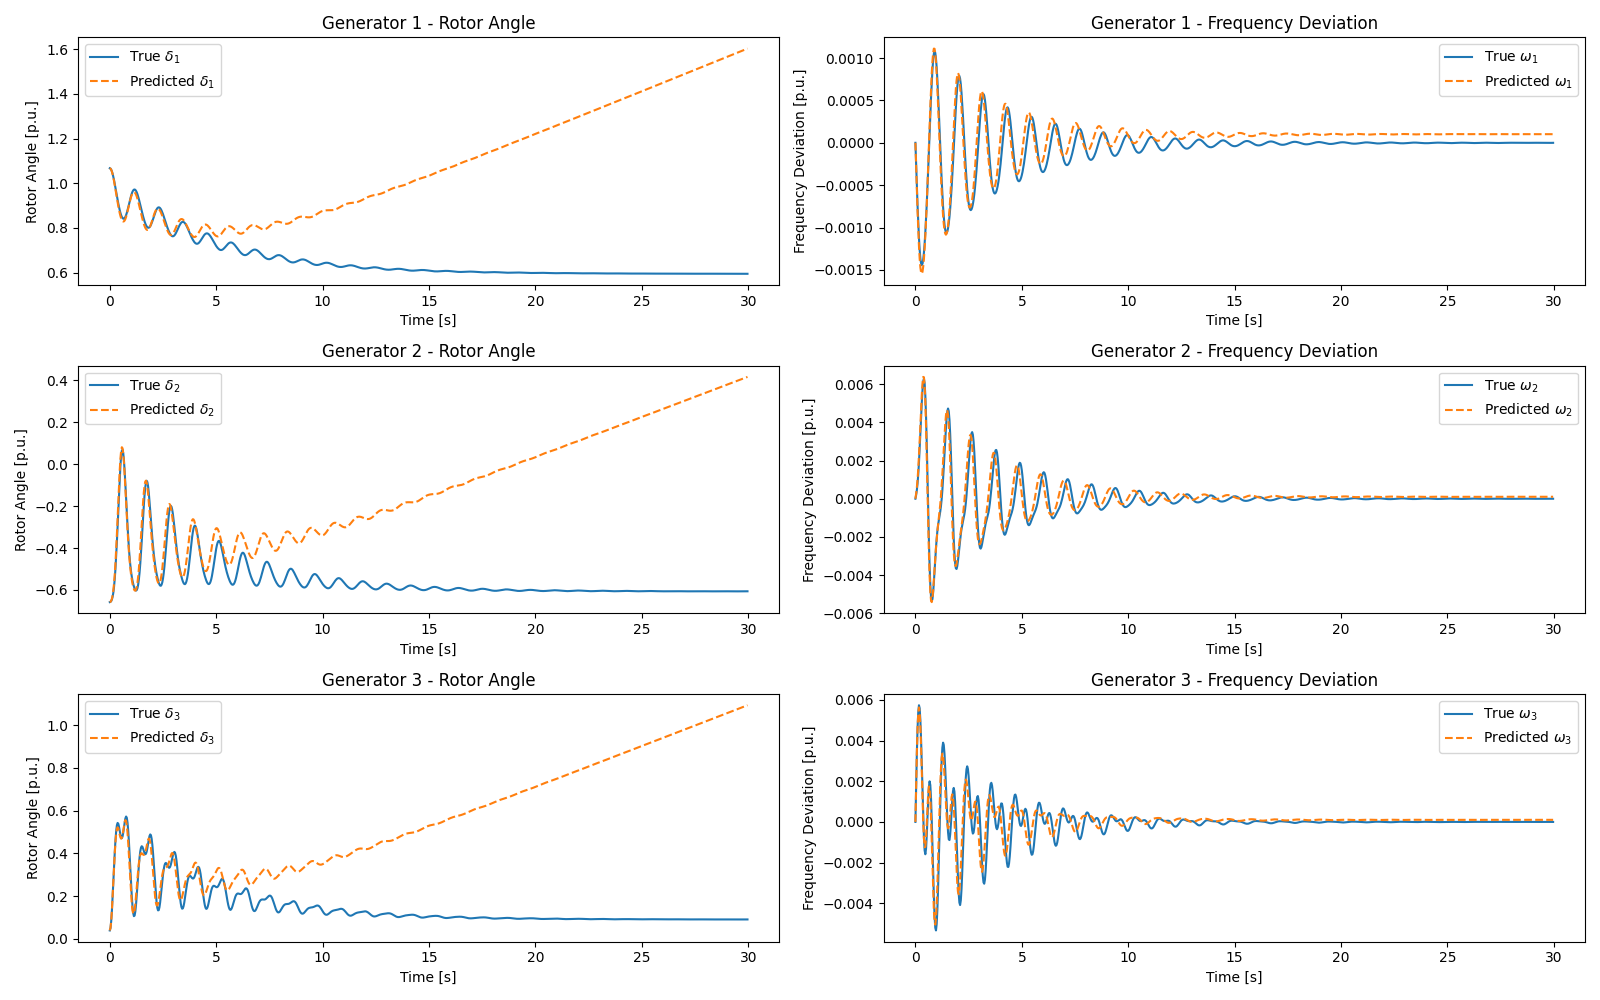 Generator 1 - Rotor Angle
True δ1
Predicted δ1
Rotor Angle [p.u.]
1.6
1.4
1.2
1.0
0.8
0.6
0 5 10 15 20 25 30
Time [s]
Generator 1 - Frequency Deviation
True ω1
Predicted ω1
Frequency Deviation [p.u.]
0.0010
0.0005
0.0000
−0.0005
−0.0010
−0.0015
0 5 10 15 20 25 30
Time [s]
Generator 2 - Rotor Angle
True δ2
Predicted δ2
Rotor Angle [p.u.]
0.4
0.2
0.0
−0.2
−0.4
−0.6
0 5 10 15 20 25 30
Time [s]
Generator 2 - Frequency Deviation
True ω2
Predicted ω2
Frequency Deviation [p.u.]
0.006
0.004
0.002
0.000
−0.002
−0.004
−0.006
0 5 10 15 20 25 30
Time [s]
Generator 3 - Rotor Angle
True δ3
Predicted δ3
Rotor Angle [p.u.]
1.0
0.8
0.6
0.4
0.2
0.0
0 5 10 15 20 25 30
Time [s]
Generator 3 - Frequency Deviation
True ω3
Predicted ω3
Frequency Deviation [p.u.]
0.006
0.004
0.002
0.000
−0.002
−0.004
0 5 10 15 20 25 30
Time [s]